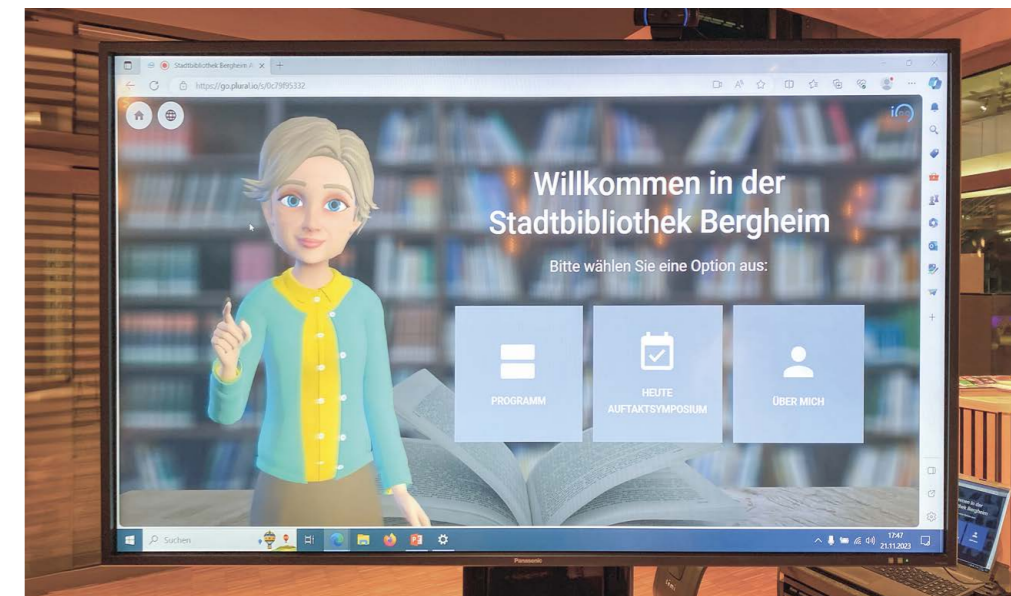 Stadtbibliothek Bergheim
https://go.plural.io/s/0c79f95332
Willkommen in der
Stadtbibliothek Bergheim
Bitte wählen Sie eine Option aus:
PROGRAMM
HEUTE
AUFTAKTSYMPOSIUM
ÜBER MICH
Suchen
17:47
21.11.2023
Panasonic